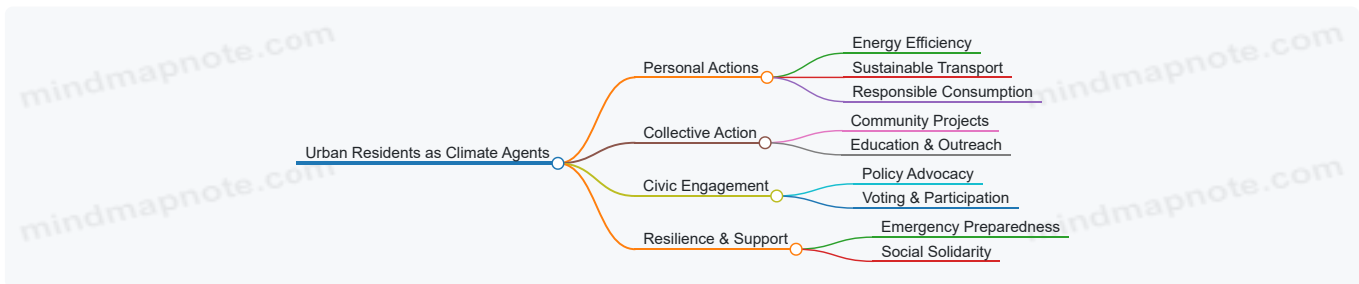 mindmapnote.com
mindmapnote.com
Energy Efficiency
Personal Actions
Sustainable Transport
Responsible Consumption
Community Projects
Collective Action
Education & Outreach
Urban Residents as Climate Agents
Policy Advocacy
Civic Engagement
Voting & Participation
mindmapnote.com
mindmapnote.com
Emergency Preparedness
Resilience & Support
Social Solidarity